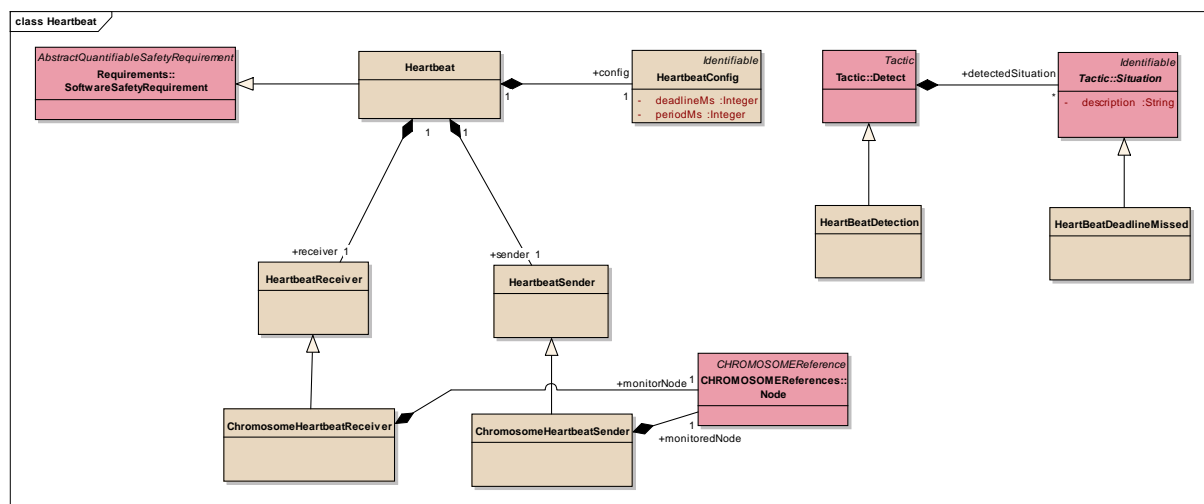 class Heartbeat
AbstractQuantifiableSafetyRequirement
Requirements::
SoftwareSafetyRequirement
Heartbeat
1
+config
1
Identifiable
HeartbeatConfig
- deadlineMs :Integer
- periodMs :Integer
Tactic
Tactic::Detect
+detectedSituation
*
Identifiable
Tactic::Situation
- description :String
1
1
HeartBeatDetection
HeartBeatDeadlineMissed
+receiver 1
+sender 1
HeartbeatReceiver
HeartbeatSender
+monitorNode
1
CHROMOSOMEReference
CHROMOSOMEReferences::
Node
ChromosomeHeartbeatReceiver
ChromosomeHeartbeatSender
1
+monitoredNode